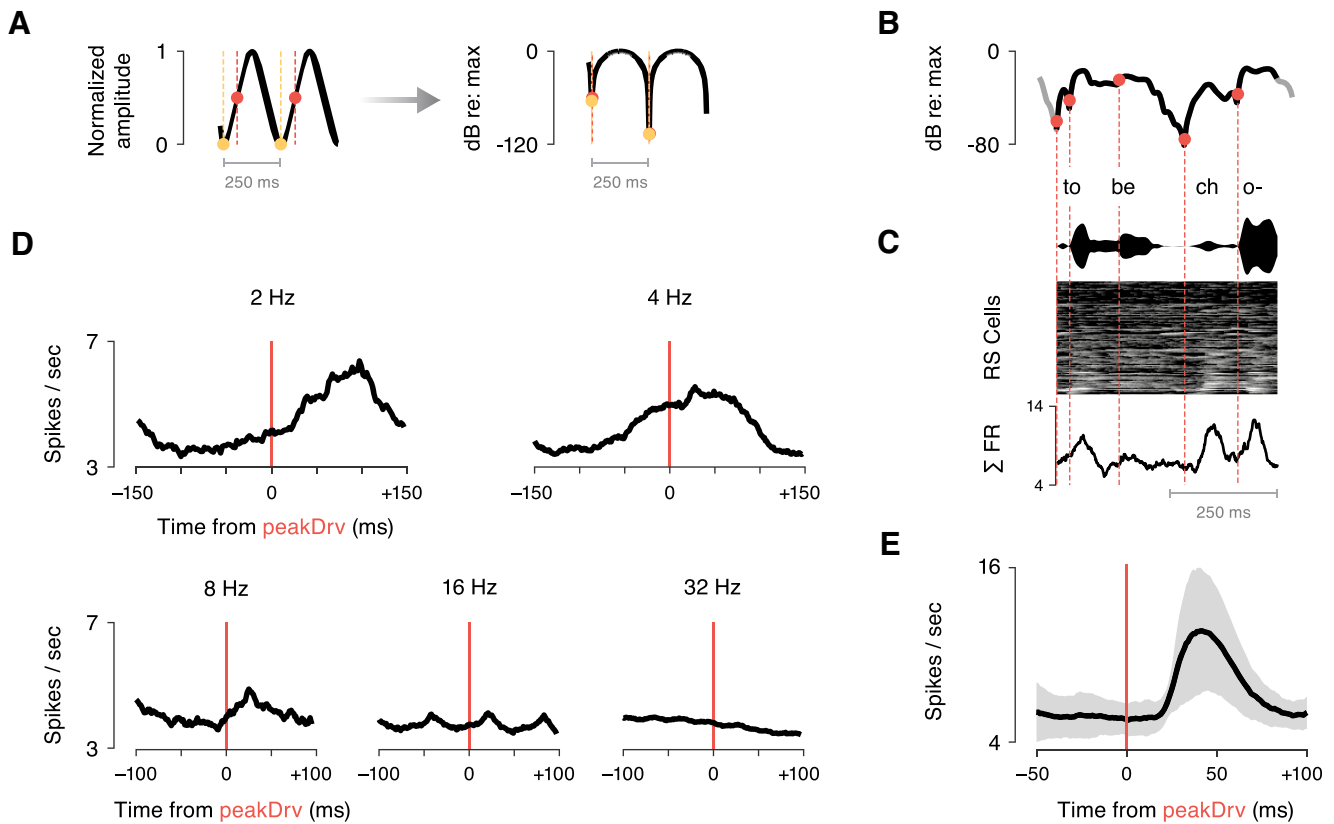 A
Normalized
amplitude
1
0
250 ms
dB re: max
0
-120
250 ms
B
dB re: max
0
-80
to be ch o-
C
RS Cells
Σ FR
14
4
250 ms
D
2 Hz
Spikes / sec
7
3
–150 0 +150
Time from peakDrv (ms)
4 Hz
–150 0 +150
8 Hz
Spikes / sec
7
3
–100 0 +100
Time from peakDrv (ms)
16 Hz
–100 0 +100
32 Hz
–100 0 +100
E
Spikes / sec
16
4
–50 0 50 +100
Time from peakDrv (ms)